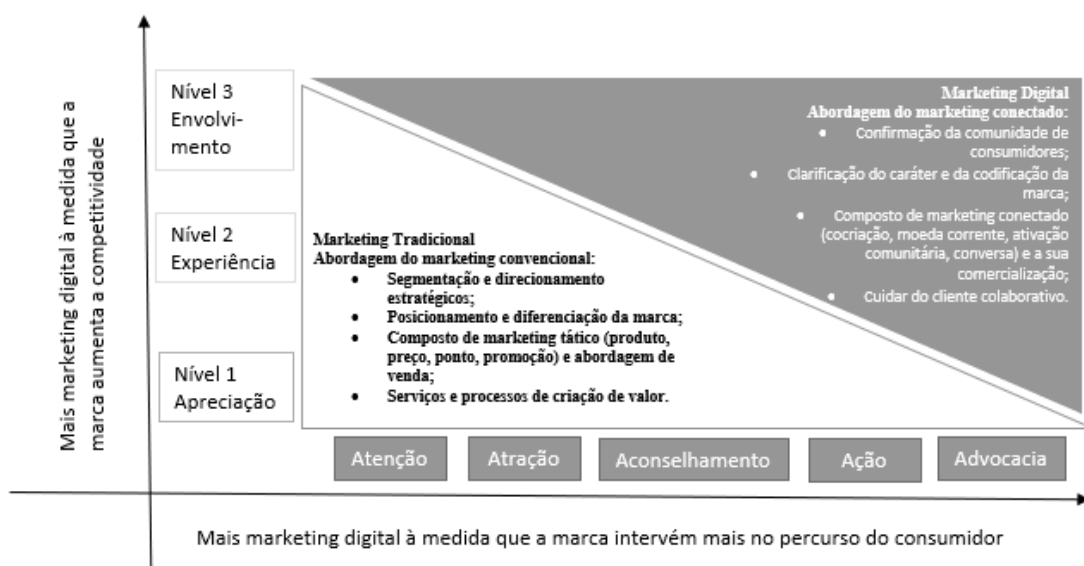 Mais marketing digital à medida que a
marca aumenta a competitividade
Nível 3
Envolvi-
mento
Nível 2
Experiência
Nível 1
Apreciação
Marketing Digital
Abordagem do marketing conectado:
• Confirmação da comunidade de
consumidores;
• Clarificação do caráter e da codificação da
marca;
• Composto de marketing conectado
(cocriação, moeda corrente, ativação
comunitária, conversa) e a sua
comercialização;
• Cuidar do cliente colaborativo.
Marketing Tradicional
Abordagem do marketing convencional:
• Segmentação e direcionamento
estratégicos;
• Posicionamento e diferenciação da marca;
• Composto de marketing tático (produto,
preço, ponto, promoção) e abordagem de
venda;
• Serviços e processos de criação de valor.
Atenção
Atração
Aconselhamento
Ação
Advocacia
Mais marketing digital à medida que a marca intervém mais no percurso do consumidor